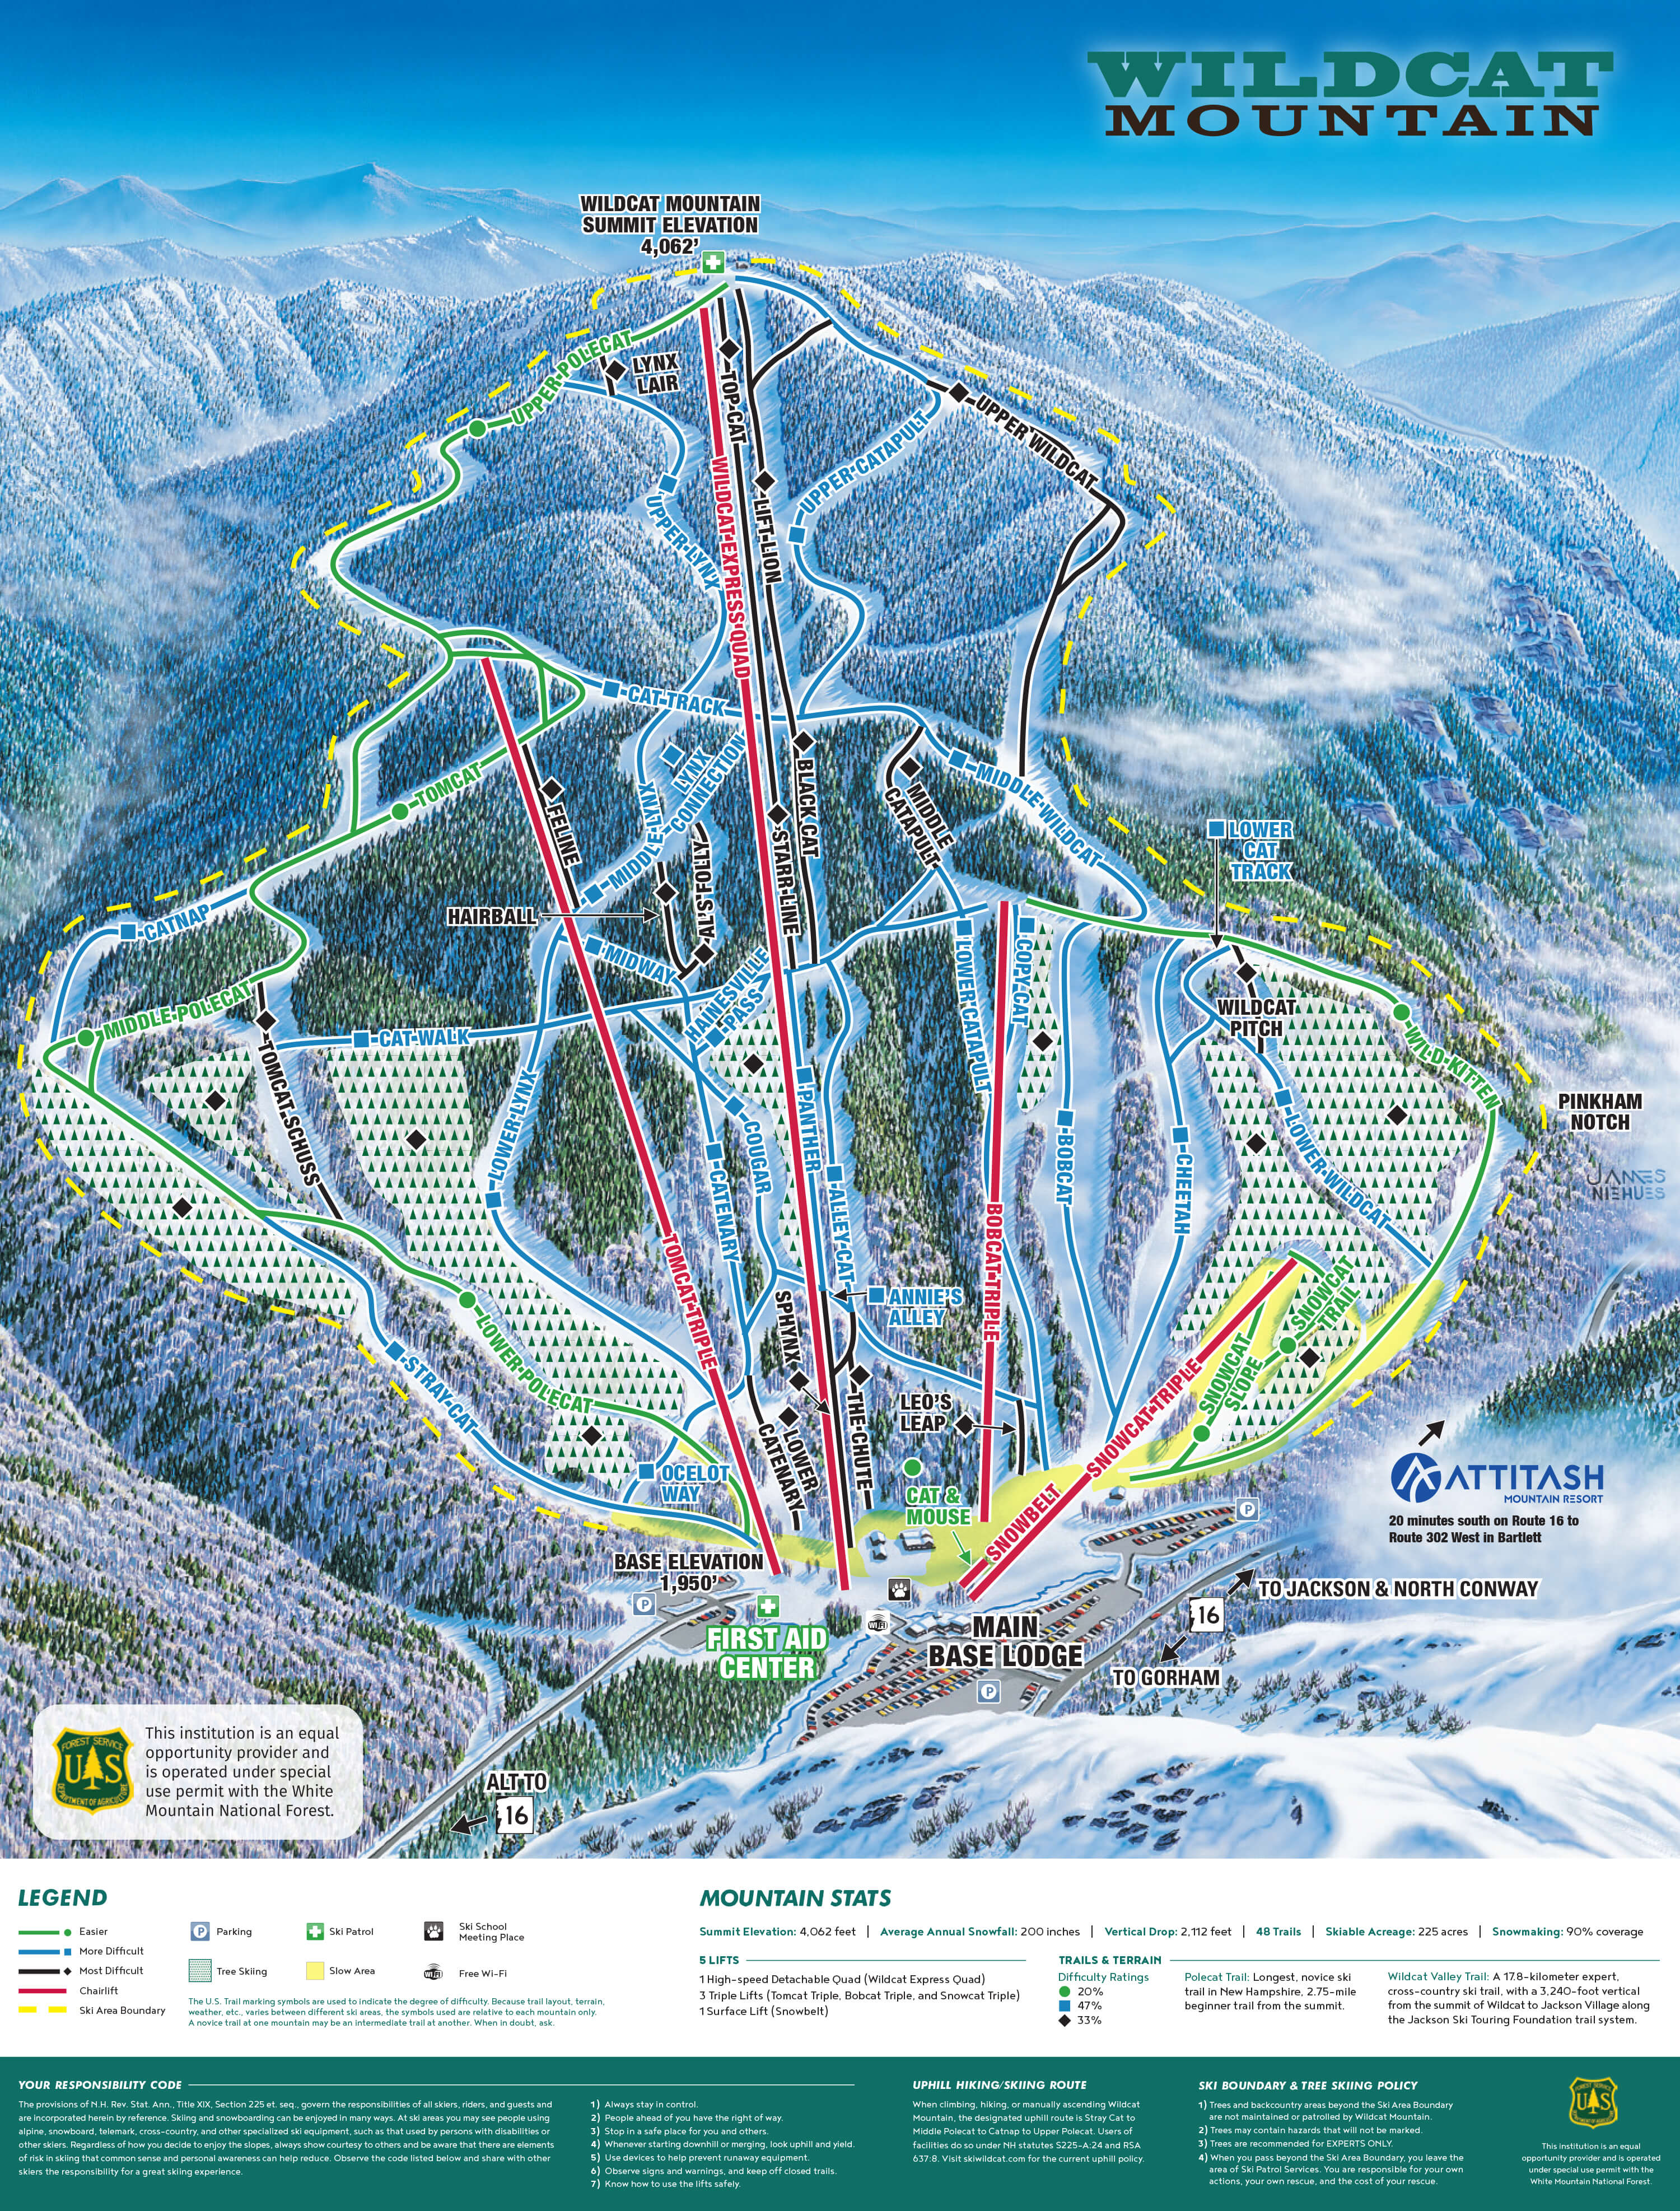 WILDCAT
MOUNTAIN
WILDCAT MOUNTAIN
SUMMIT ELEVATION
4,062'
UPPER POLECAT
LYNX
LAIR
TOP CAT
UPPER CATAPULT
UPPER WILDCAT
UPPER LYNX
WILDCAT EXPRESS QUAD
LIFT LION
CAT TRACK
TOMCAT
FELINE
LYNX
CONNECTION
MIDDLE LYNX
BLACK CAT
STARR LINE
MIDDLE
CATAPULT
MIDDLE WILDCAT
LOWER
CAT
TRACK
AL'S FOLLY
HAIRBALL
CATNAP
MIDWAY
HAINESVILLE
PASS
LOWER CATAPULT
COPY CAT
WILDCAT
PITCH
MIDDLE POLECAT
CAT WALK
WILD KITTEN
TOMCAT SCHUSS
LOWER LYNX
PANTHER
COUGAR
CATENARY
ALLEY CAT
BOBCAT
CHEETAH
LOWER WILDCAT
PINKHAM
NOTCH
JAMES
NIEHUES
TOMCAT TRIPLE
BOBCAT TRIPLE
SPHYNX
ANNIE'S
ALLEY
SNOWCAT
TRAIL
SNOWCAT
SLOPE
LOWER POLECAT
STRAY CAT
SNOWCAT TRIPLE
LEO'S
LEAP
THE CHUTE
LOWER
CATENARY
OCELOT
WAY
CAT &
MOUSE
SNOWBELT
ATTITASH
MOUNTAIN RESORT
20 minutes south on Route 16 to
Route 302 West in Bartlett
BASE ELEVATION
1,950'
P
P
WI FI
FIRST AID
CENTER
MAIN
BASE LODGE
P
TO JACKSON & NORTH CONWAY
16
TO GORHAM
FOREST SERVICE
UAS
DEPARTMENT OF AGRICULTURE
This institution is an equal
opportunity provider and
is operated under special
use permit with the White
Mountain National Forest.
ALT TO
16
LEGEND
Easier
More Difficult
Most Difficult
Chairlift
Ski Area Boundary
P Parking
Tree Skiing
Ski Patrol
Slow Area
Ski School
Meeting Place
WI FI Free Wi-Fi
The U.S. Trail marking symbols are used to indicate the degree of difficulty. Because trail layout, terrain,
weather, etc., varies between different ski areas, the symbols used are relative to each mountain only.
A novice trail at one mountain may be an intermediate trail at another. When in doubt, ask.
MOUNTAIN STATS
Summit Elevation: 4,062 feet | Average Annual Snowfall: 200 inches | Vertical Drop: 2,112 feet | 48 Trails | Skiable Acreage: 225 acres | Snowmaking: 90% coverage
5 LIFTS
1 High-speed Detachable Quad (Wildcat Express Quad)
3 Triple Lifts (Tomcat Triple, Bobcat Triple, and Snowcat Triple)
1 Surface Lift (Snowbelt)
TRAILS & TERRAIN
Difficulty Ratings
20%
47%
33%
Polecat Trail: Longest, novice ski
trail in New Hampshire, 2.75-mile
beginner trail from the summit.
Wildcat Valley Trail: A 17.8-kilometer expert,
cross-country ski trail, with a 3,240-foot vertical
from the summit of Wildcat to Jackson Village along
the Jackson Ski Touring Foundation trail system.
YOUR RESPONSIBILITY CODE
The provisions of N.H. Rev. Stat. Ann., Title XIX, Section 225 et. seq., govern the responsibilities of all skiers, riders, and guests and
are incorporated herein by reference. Skiing and snowboarding can be enjoyed in many ways. At ski areas you may see people using
alpine, snowboard, telemark, cross-country, and other specialized ski equipment, such as that used by persons with disabilities or
other skiers. Regardless of how you decide to enjoy the slopes, always show courtesy to others and be aware that there are elements
of risk in skiing that common sense and personal awareness can help reduce. Observe the code listed below and share with other
skiers the responsibility for a great skiing experience.
1) Always stay in control.
2) People ahead of you have the right of way.
3) Stop in a safe place for you and others.
4) Whenever starting downhill or merging, look uphill and yield.
5) Use devices to help prevent runaway equipment.
6) Observe signs and warnings, and keep off closed trails.
7) Know how to use the lifts safely.
UPHILL HIKING/SKIING ROUTE
When climbing, hiking, or manually ascending Wildcat
Mountain, the designated uphill route is Stray Cat to
Middle Polecat to Catnap to Upper Polecat. Users of
facilities do so under NH statutes S225-A:24 and RSA
637:8. Visit skiwildcat.com for the current uphill policy.
SKI BOUNDARY & TREE SKIING POLICY
1) Trees and backcountry areas beyond the Ski Area Boundary
are not maintained or patrolled by Wildcat Mountain.
2) Trees may contain hazards that will not be marked.
3) Trees are recommended for EXPERTS ONLY.
4) When you pass beyond the Ski Area Boundary, you leave the
area of Ski Patrol Services. You are responsible for your own
actions, your own rescue, and the cost of your rescue.
FOREST SERVICE
UAS
DEPARTMENT OF AGRICULTURE
This institution is an equal
opportunity provider and is operated
under special use permit with the
White Mountain National Forest.